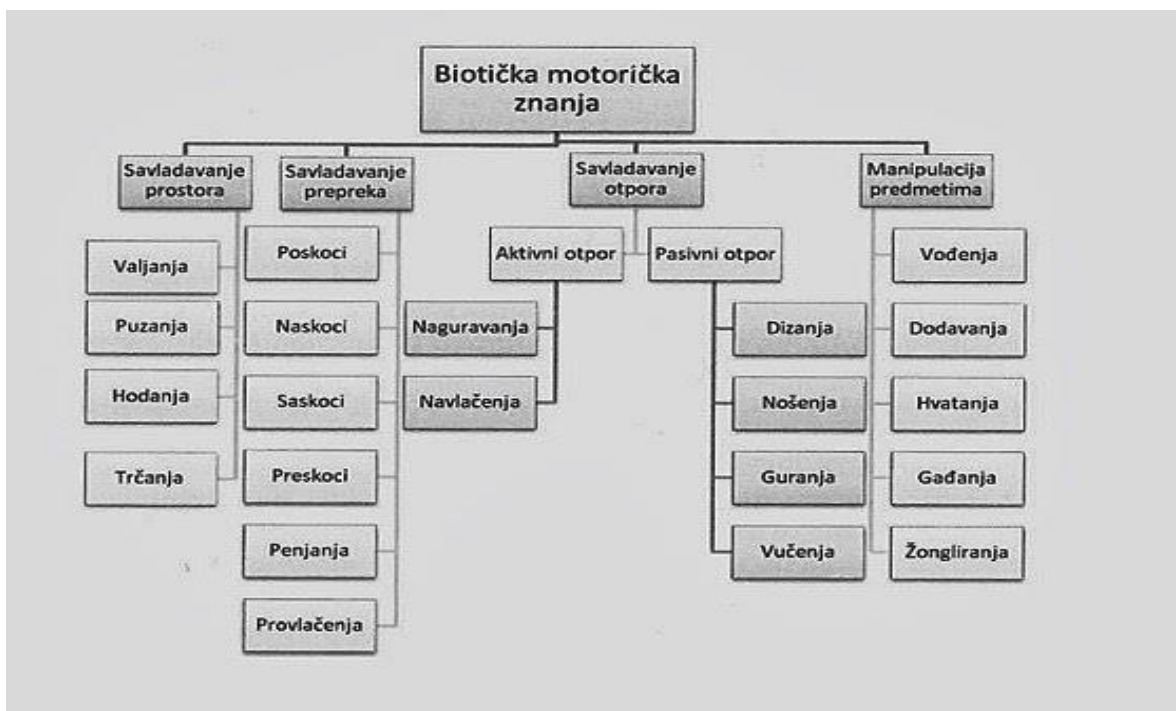 Biotička motorička
znanja
Savladavanje
prostora
Savladavanje
prepreka
Savladavanje
otpora
Manipulacija
predmetima
Valjanja
Puzanja
Hodanja
Trčanja
Poskoci
Naskoci
Saskoci
Preskoci
Penjanja
Provlačenja
Aktivni otpor
Pasivni otpor
Naguravanja
Navlačenja
Dizanja
Nošenja
Guranja
Vučenja
Vođenja
Dodavanja
Hvatanja
Gađanja
Žongliranja